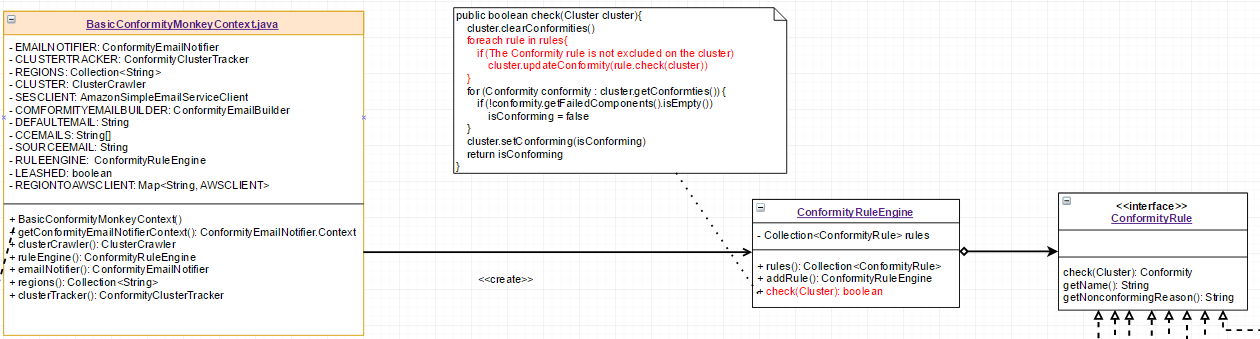 BasicConformityMonkeyContext.java
- EMAILNOTIFIER: ConformityEmailNotifier
- CLUSTERTRACKER: ConformityClusterTracker
- REGIONS: Collection<String>
- CLUSTER: ClusterCrawler
- SESCLIENT: AmazonSimpleEmailServiceClient
- COMFORMITYEMAILBUILDER: ConformityEmailBuilder
- DEFAULTEMAIL: String
- CCEMAILS: String[]
- SOURCEEMAIL: String
- RULEENGINE: ConformityRuleEngine
- LEASHED: boolean
- REGIONTOAWSCLIENT: Map<String, AWSCLIENT>
+ BasicConformityMonkeyContext()
+ getConformityEmailNotifierContext(): ConformityEmailNotifier.Context
+ clusterCrawler(): ClusterCrawler
+ ruleEngine(): ConformityRuleEngine
+ emailNotifier(): ConformityEmailNotifier
+ regions(): Collection<String>
+ clusterTracker(): ConformityClusterTracker
public boolean check(Cluster cluster){
cluster.clearConformities()
foreach rule in rules{
if (The Conformity rule is not excluded on the cluster)
cluster.updateConformity(rule.check(cluster))
}
for (Conformity conformity : cluster.getConformties()) {
if (!conformity.getFailedComponents().isEmpty())
isConforming = false
}
cluster.setConforming(isConforming)
return isConforming
}
<<create>>
ConformityRuleEngine
- Collection<ConformityRule> rules
+ rules(): Collection<ConformityRule>
+ addRule(): ConformityRuleEngine
+ check(Cluster): boolean
<<interface>>
ConformityRule
check(Cluster): Conformity
getName(): String
getNonconformingReason(): String